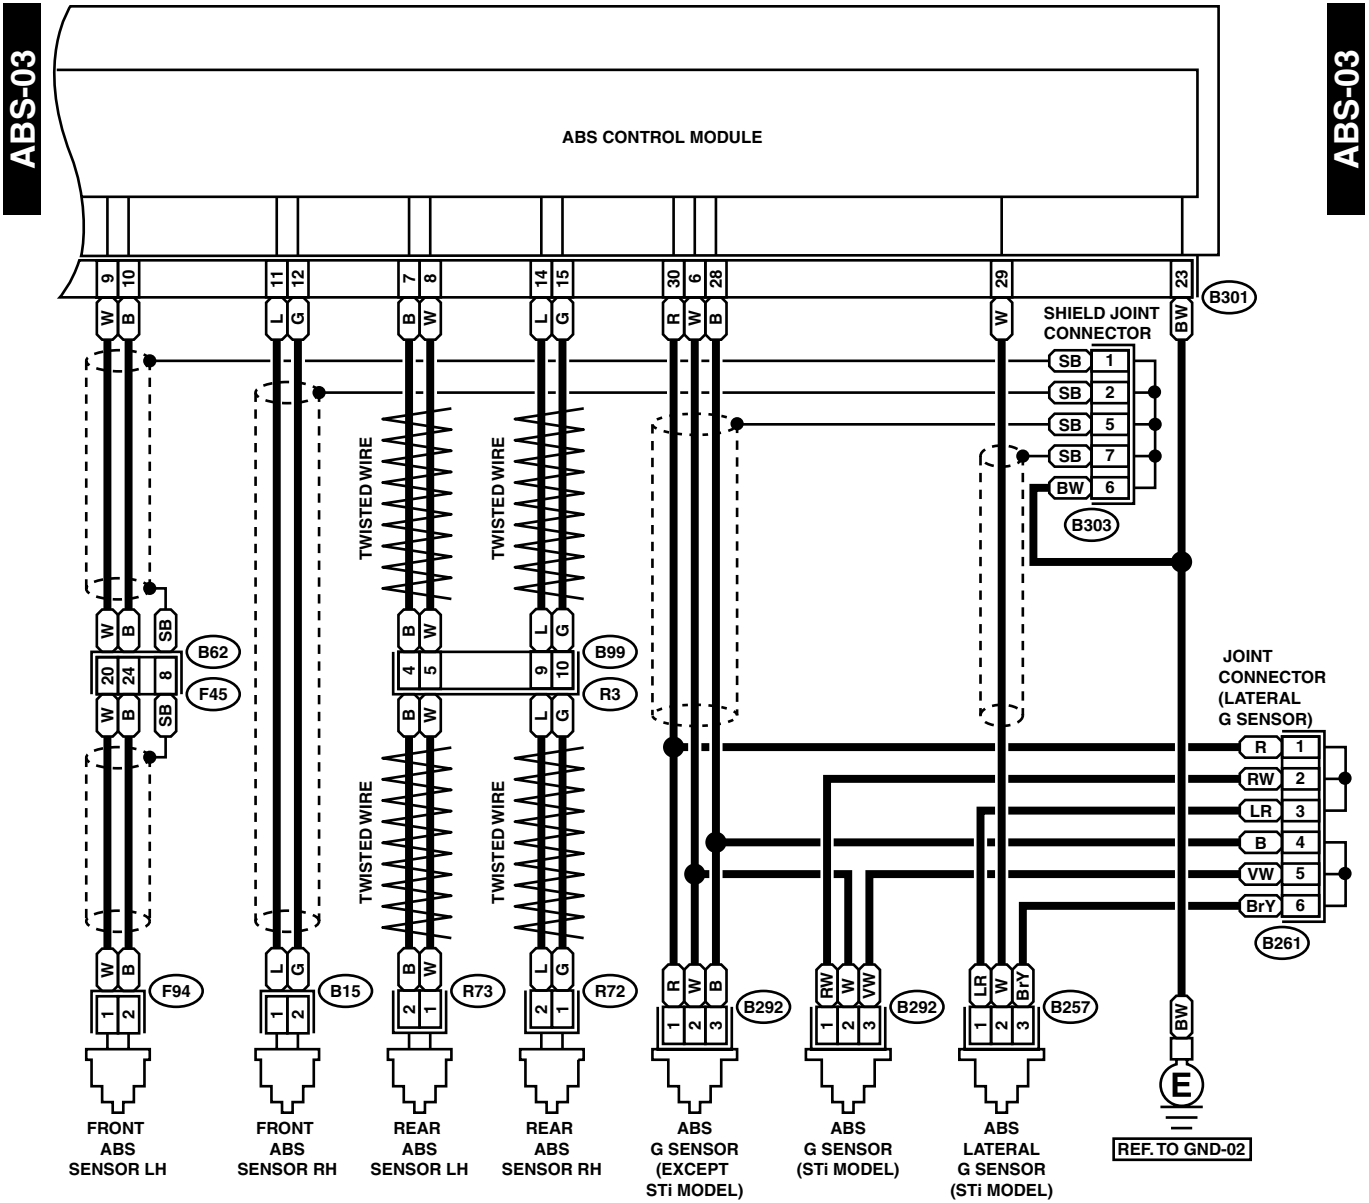 ABS-03
ABS-03
ABS CONTROL MODULE
9 10 11 12 7 8 14 15 30 6 28 29 23
B301
W B L G B W L G R W B W BW
SHIELD JOINT
CONNECTOR
SB 1
SB 2
SB 5
SB 7
BW 6
B303
TWISTED WIRE
TWISTED WIRE
W B SB B W L G
B62
B99
20 24 8 4 5 9 10
F45
R3
W B SB B W L G
JOINT
CONNECTOR
(LATERAL
G SENSOR)
R 1
RW 2
LR 3
B 4
VW 5
BrY 6
B261
TWISTED WIRE
TWISTED WIRE
W B L G B W L G R W B RW W VW LR W BrY
F94
B15
R73
R72
B292
B292
B257
BW
1 2 1 2 2 1 2 1 1 2 3 1 2 3 1 2 3
E
REF. TO GND-02
FRONT
ABS
SENSOR LH
FRONT
ABS
SENSOR RH
REAR
ABS
SENSOR LH
REAR
ABS
SENSOR RH
ABS
G SENSOR
(EXCEPT
STi MODEL)
ABS
G SENSOR
(STi MODEL)
ABS
LATERAL
G SENSOR
(STi MODEL)